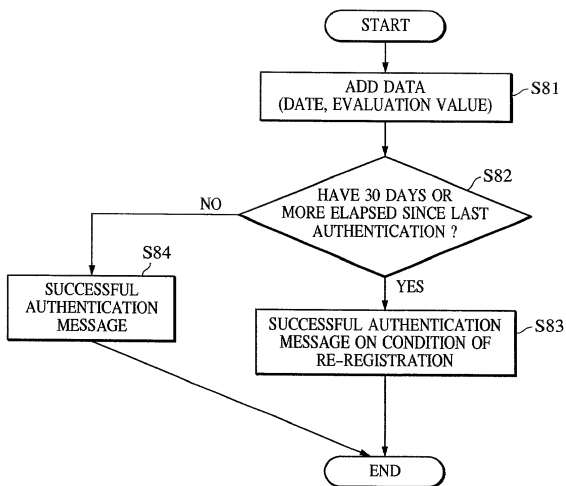 START
ADD DATA
(DATE, EVALUATION VALUE)
S81
HAVE 30 DAYS OR
MORE ELAPSED SINCE LAST
AUTHENTICATION ?
S82
NO
YES
S84
SUCCESSFUL
AUTHENTICATION
MESSAGE
SUCCESSFUL AUTHENTICATION
MESSAGE ON CONDITION OF
RE-REGISTRATION
S83
END